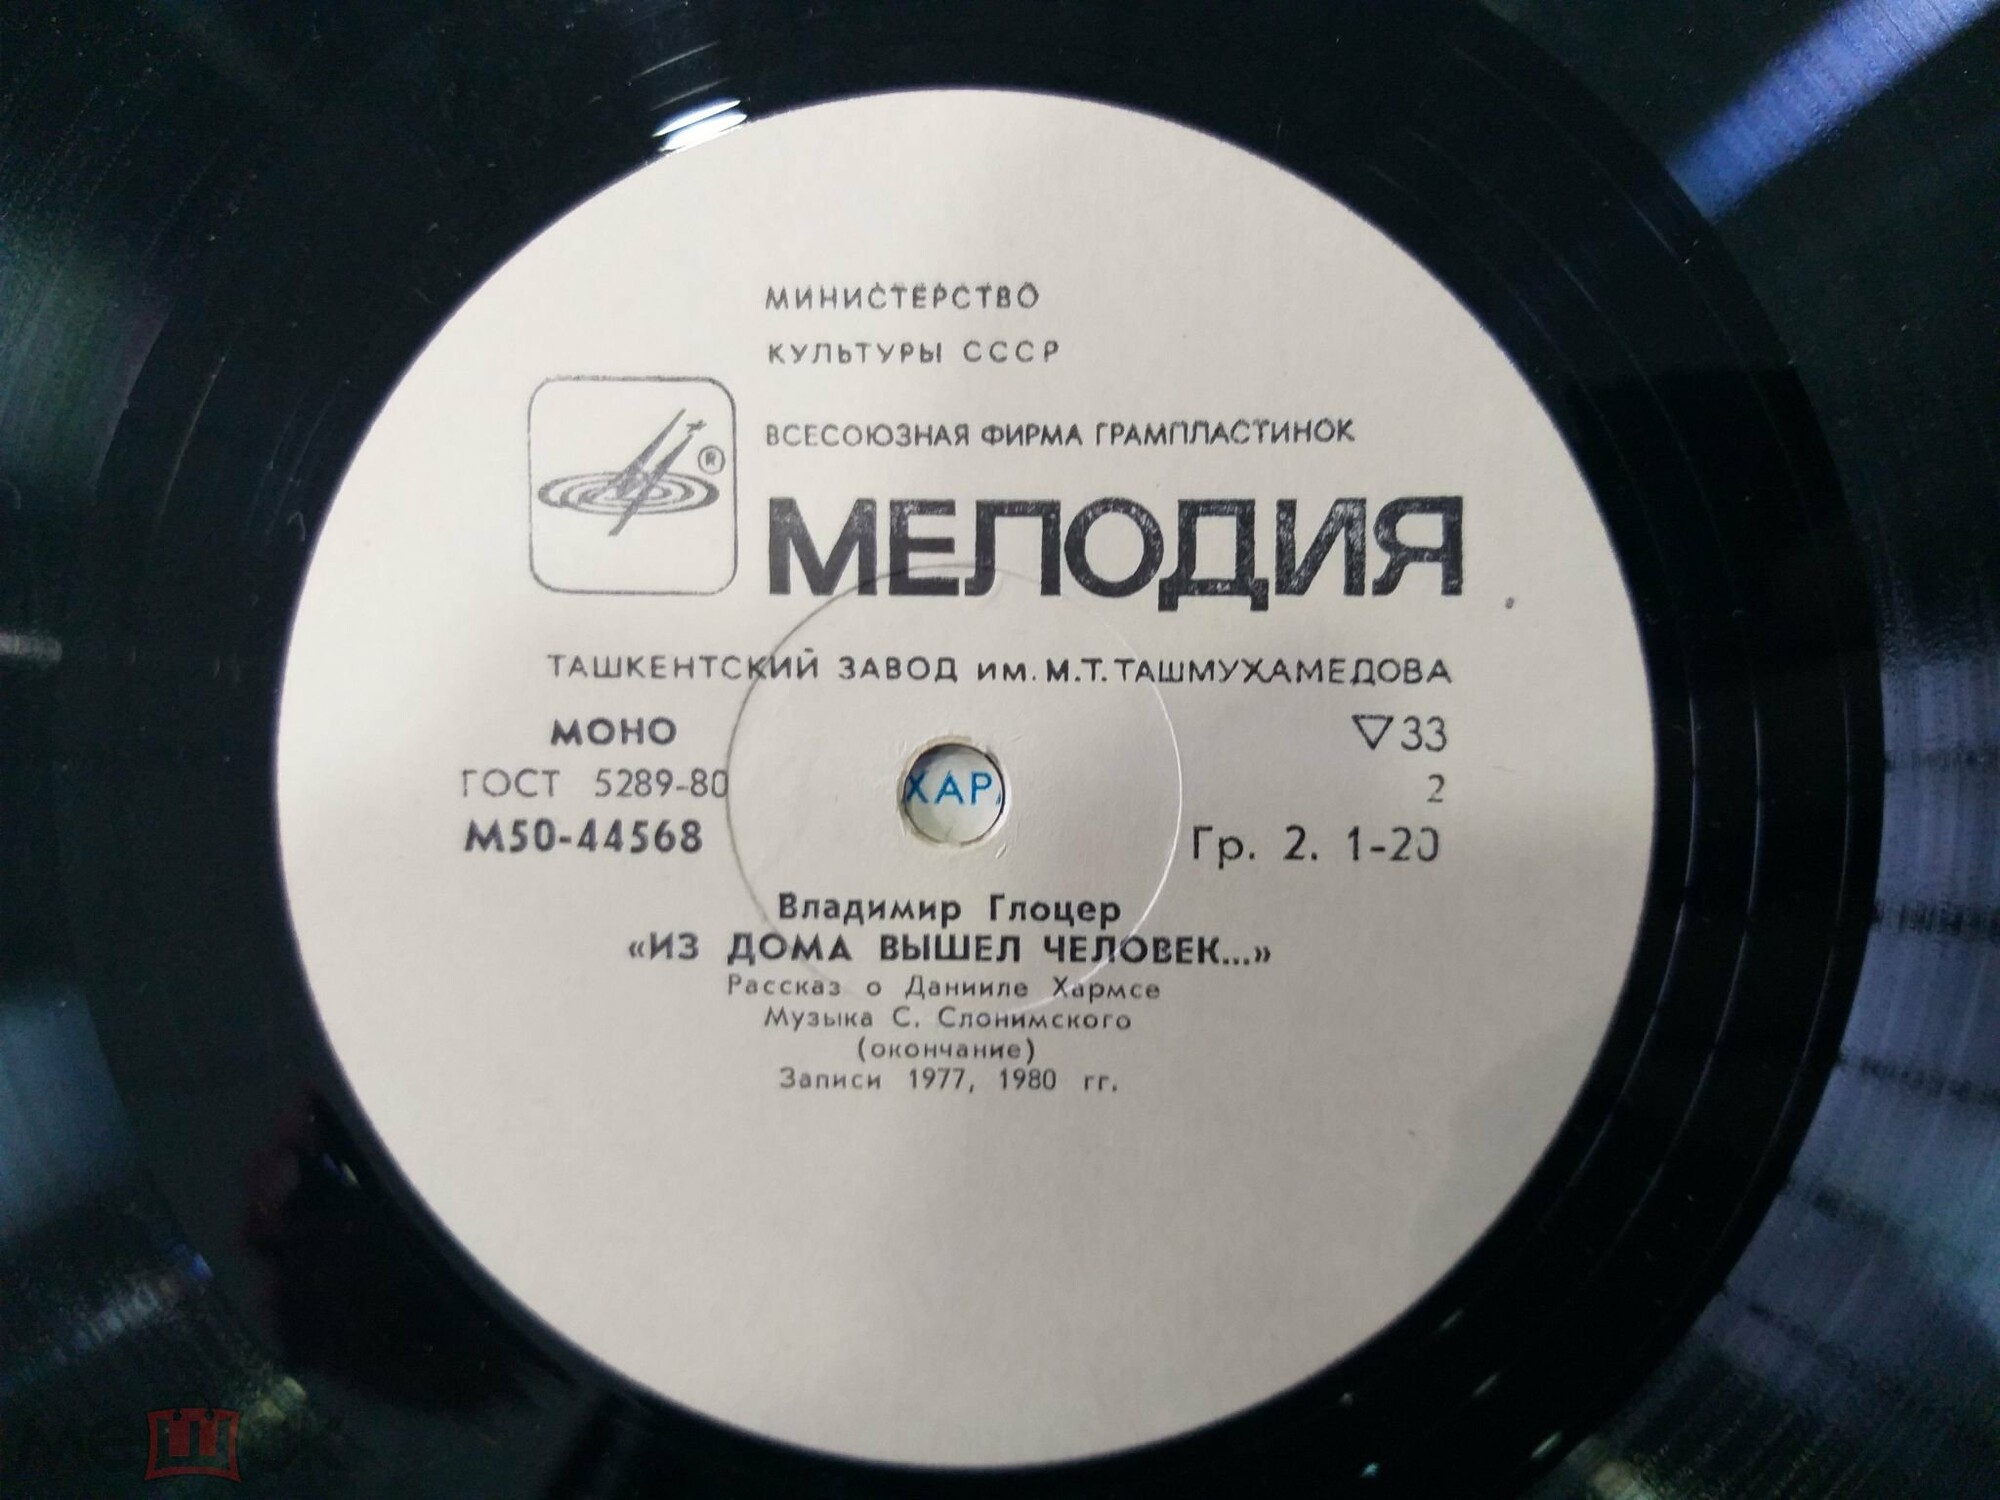 МИНИСТЕРСТВО
КУЛЬТУРЫ СССР
ВСЕСОЮЗНАЯ ФИРМА ГРАМПЛАСТИНОК
®
МЕЛОДИЯ
ТАШКЕНТСКИЙ ЗАВОД им. М.Т. ТАШМУХАМЕДОВА
МОНО ▽33
ГОСТ 5289-80 2
М50-44568 Гр. 2. 1-20
ХАР
Владимир Глоцер
«ИЗ ДОМА ВЫШЕЛ ЧЕЛОВЕК...»
Рассказ о Данииле Хармсе
Музыка С. Слонимского
(окончание)
Записи 1977, 1980 гг.